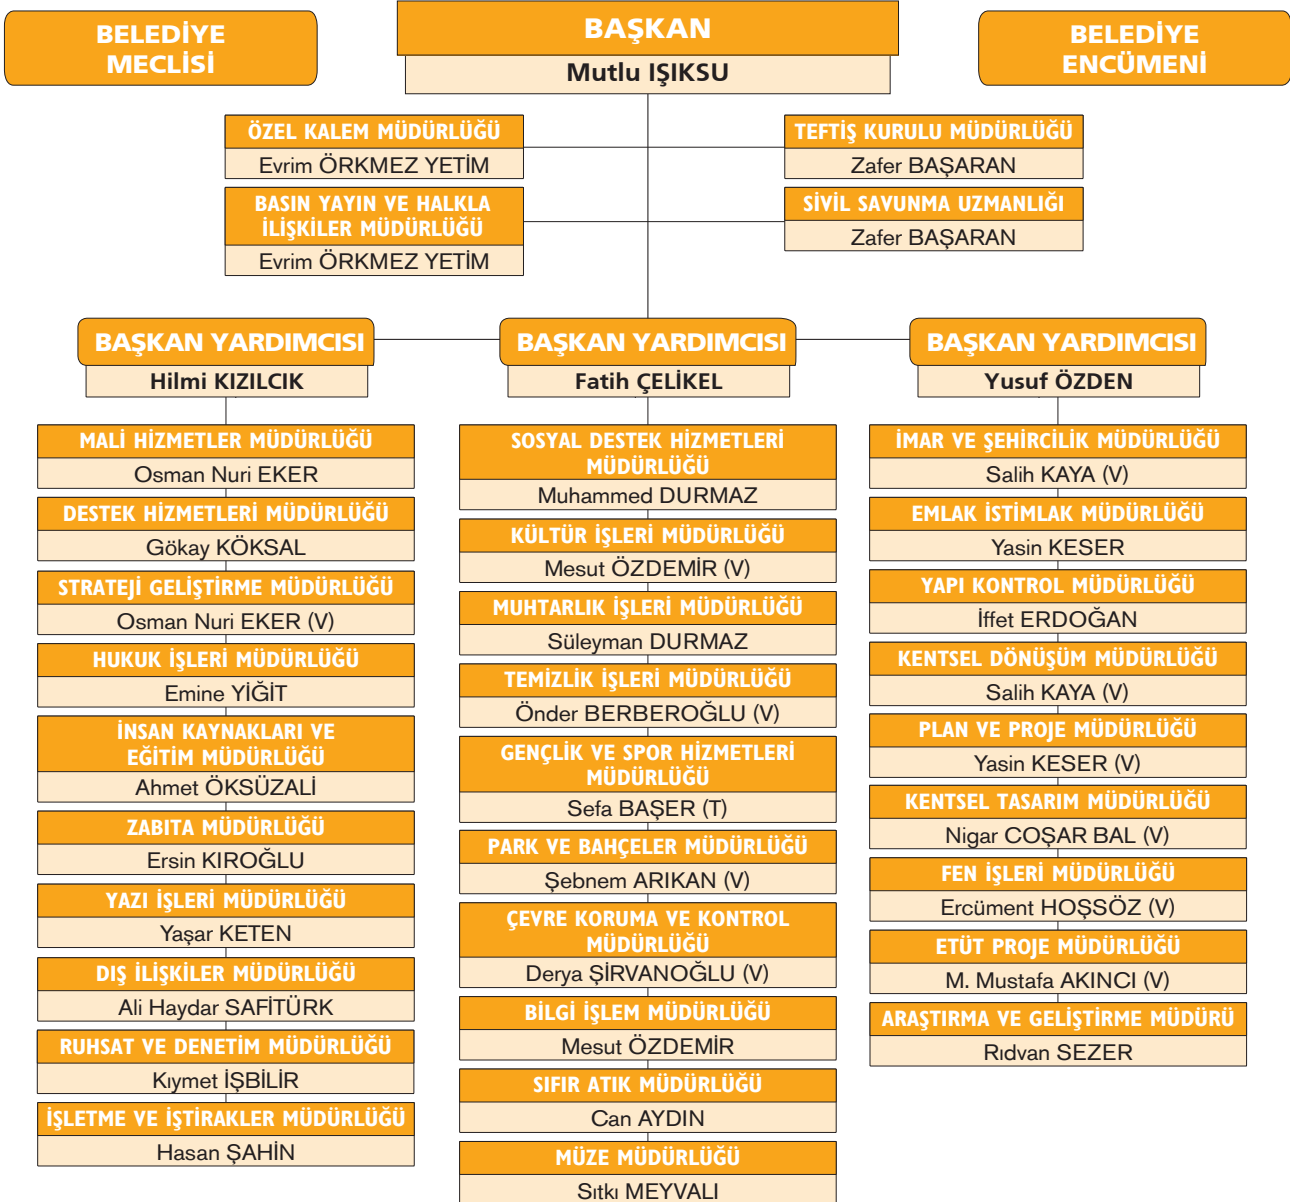 BELEDİYE
MECLİSİ
BAŞKAN
Mutlu IŞIKSU
BELEDİYE
ENCÜMENİ
ÖZEL KALEM MÜDÜRLÜĞÜ
Evrim ÖRKMEZ YETİM
BASIN YAYIN VE HALKLA
İLİŞKİLER MÜDÜRLÜĞÜ
Evrim ÖRKMEZ YETİM
TEFTİŞ KURULU MÜDÜRLÜĞÜ
Zafer BAŞARAN
SİVİL SAVUNMA UZMANLIĞI
Zafer BAŞARAN
BAŞKAN YARDIMCISI
Hilmi KIZILCIK
MALİ HİZMETLER MÜDÜRLÜĞÜ
Osman Nuri EKER
DESTEK HİZMETLERİ MÜDÜRLÜĞÜ
Gökay KÖKSAL
STRATEJİ GELİŞTİRME MÜDÜRLÜĞÜ
Osman Nuri EKER (V)
HUKUK İŞLERİ MÜDÜRLÜĞÜ
Emine YİĞİT
İNSAN KAYNAKLARI VE
EĞİTİM MÜDÜRLÜĞÜ
Ahmet ÖKSÜZALİ
ZABITA MÜDÜRLÜĞÜ
Ersin KIROĞLU
YAZI İŞLERİ MÜDÜRLÜĞÜ
Yaşar KETEN
DIŞ İLİŞKİLER MÜDÜRLÜĞÜ
Ali Haydar SAFİTÜRK
RUHSAT VE DENETİM MÜDÜRLÜĞÜ
Kıymet İŞBİLİR
İŞLETME VE İŞTİRAKLER MÜDÜRLÜĞÜ
Hasan ŞAHİN
BAŞKAN YARDIMCISI
Fatih ÇELİKEL
SOSYAL DESTEK HİZMETLERİ
MÜDÜRLÜĞÜ
Muhammed DURMAZ
KÜLTÜR İŞLERİ MÜDÜRLÜĞÜ
Mesut ÖZDEMİR (V)
MUHTARLIK İŞLERİ MÜDÜRLÜĞÜ
Süleyman DURMAZ
TEMİZLİK İŞLERİ MÜDÜRLÜĞÜ
Önder BERBEROĞLU (V)
GENÇLİK VE SPOR HİZMETLERİ
MÜDÜRLÜĞÜ
Sefa BAŞER (T)
PARK VE BAHÇELER MÜDÜRLÜĞÜ
Şebnem ARIKAN (V)
ÇEVRE KORUMA VE KONTROL
MÜDÜRLÜĞÜ
Derya ŞİRVANOĞLU (V)
BİLGİ İŞLEM MÜDÜRLÜĞÜ
Mesut ÖZDEMİR
SIFIR ATIK MÜDÜRLÜĞÜ
Can AYDIN
MÜZE MÜDÜRLÜĞÜ
Sıtkı MEYVALI
BAŞKAN YARDIMCISI
Yusuf ÖZDEN
İMAR VE ŞEHİRCİLİK MÜDÜRLÜĞÜ
Salih KAYA (V)
EMLAK İSTİMLAK MÜDÜRLÜĞÜ
Yasin KESER
YAPI KONTROL MÜDÜRLÜĞÜ
İffet ERDOĞAN
KENTSEL DÖNÜŞÜM MÜDÜRLÜĞÜ
Salih KAYA (V)
PLAN VE PROJE MÜDÜRLÜĞÜ
Yasin KESER (V)
KENTSEL TASARIM MÜDÜRLÜĞÜ
Nigar COŞAR BAL (V)
FEN İŞLERİ MÜDÜRLÜĞÜ
Ercüment HOŞSÖZ (V)
ETÜT PROJE MÜDÜRLÜĞÜ
M. Mustafa AKINCI (V)
ARAŞTIRMA VE GELİŞTİRME MÜDÜRÜ
Rıdvan SEZER